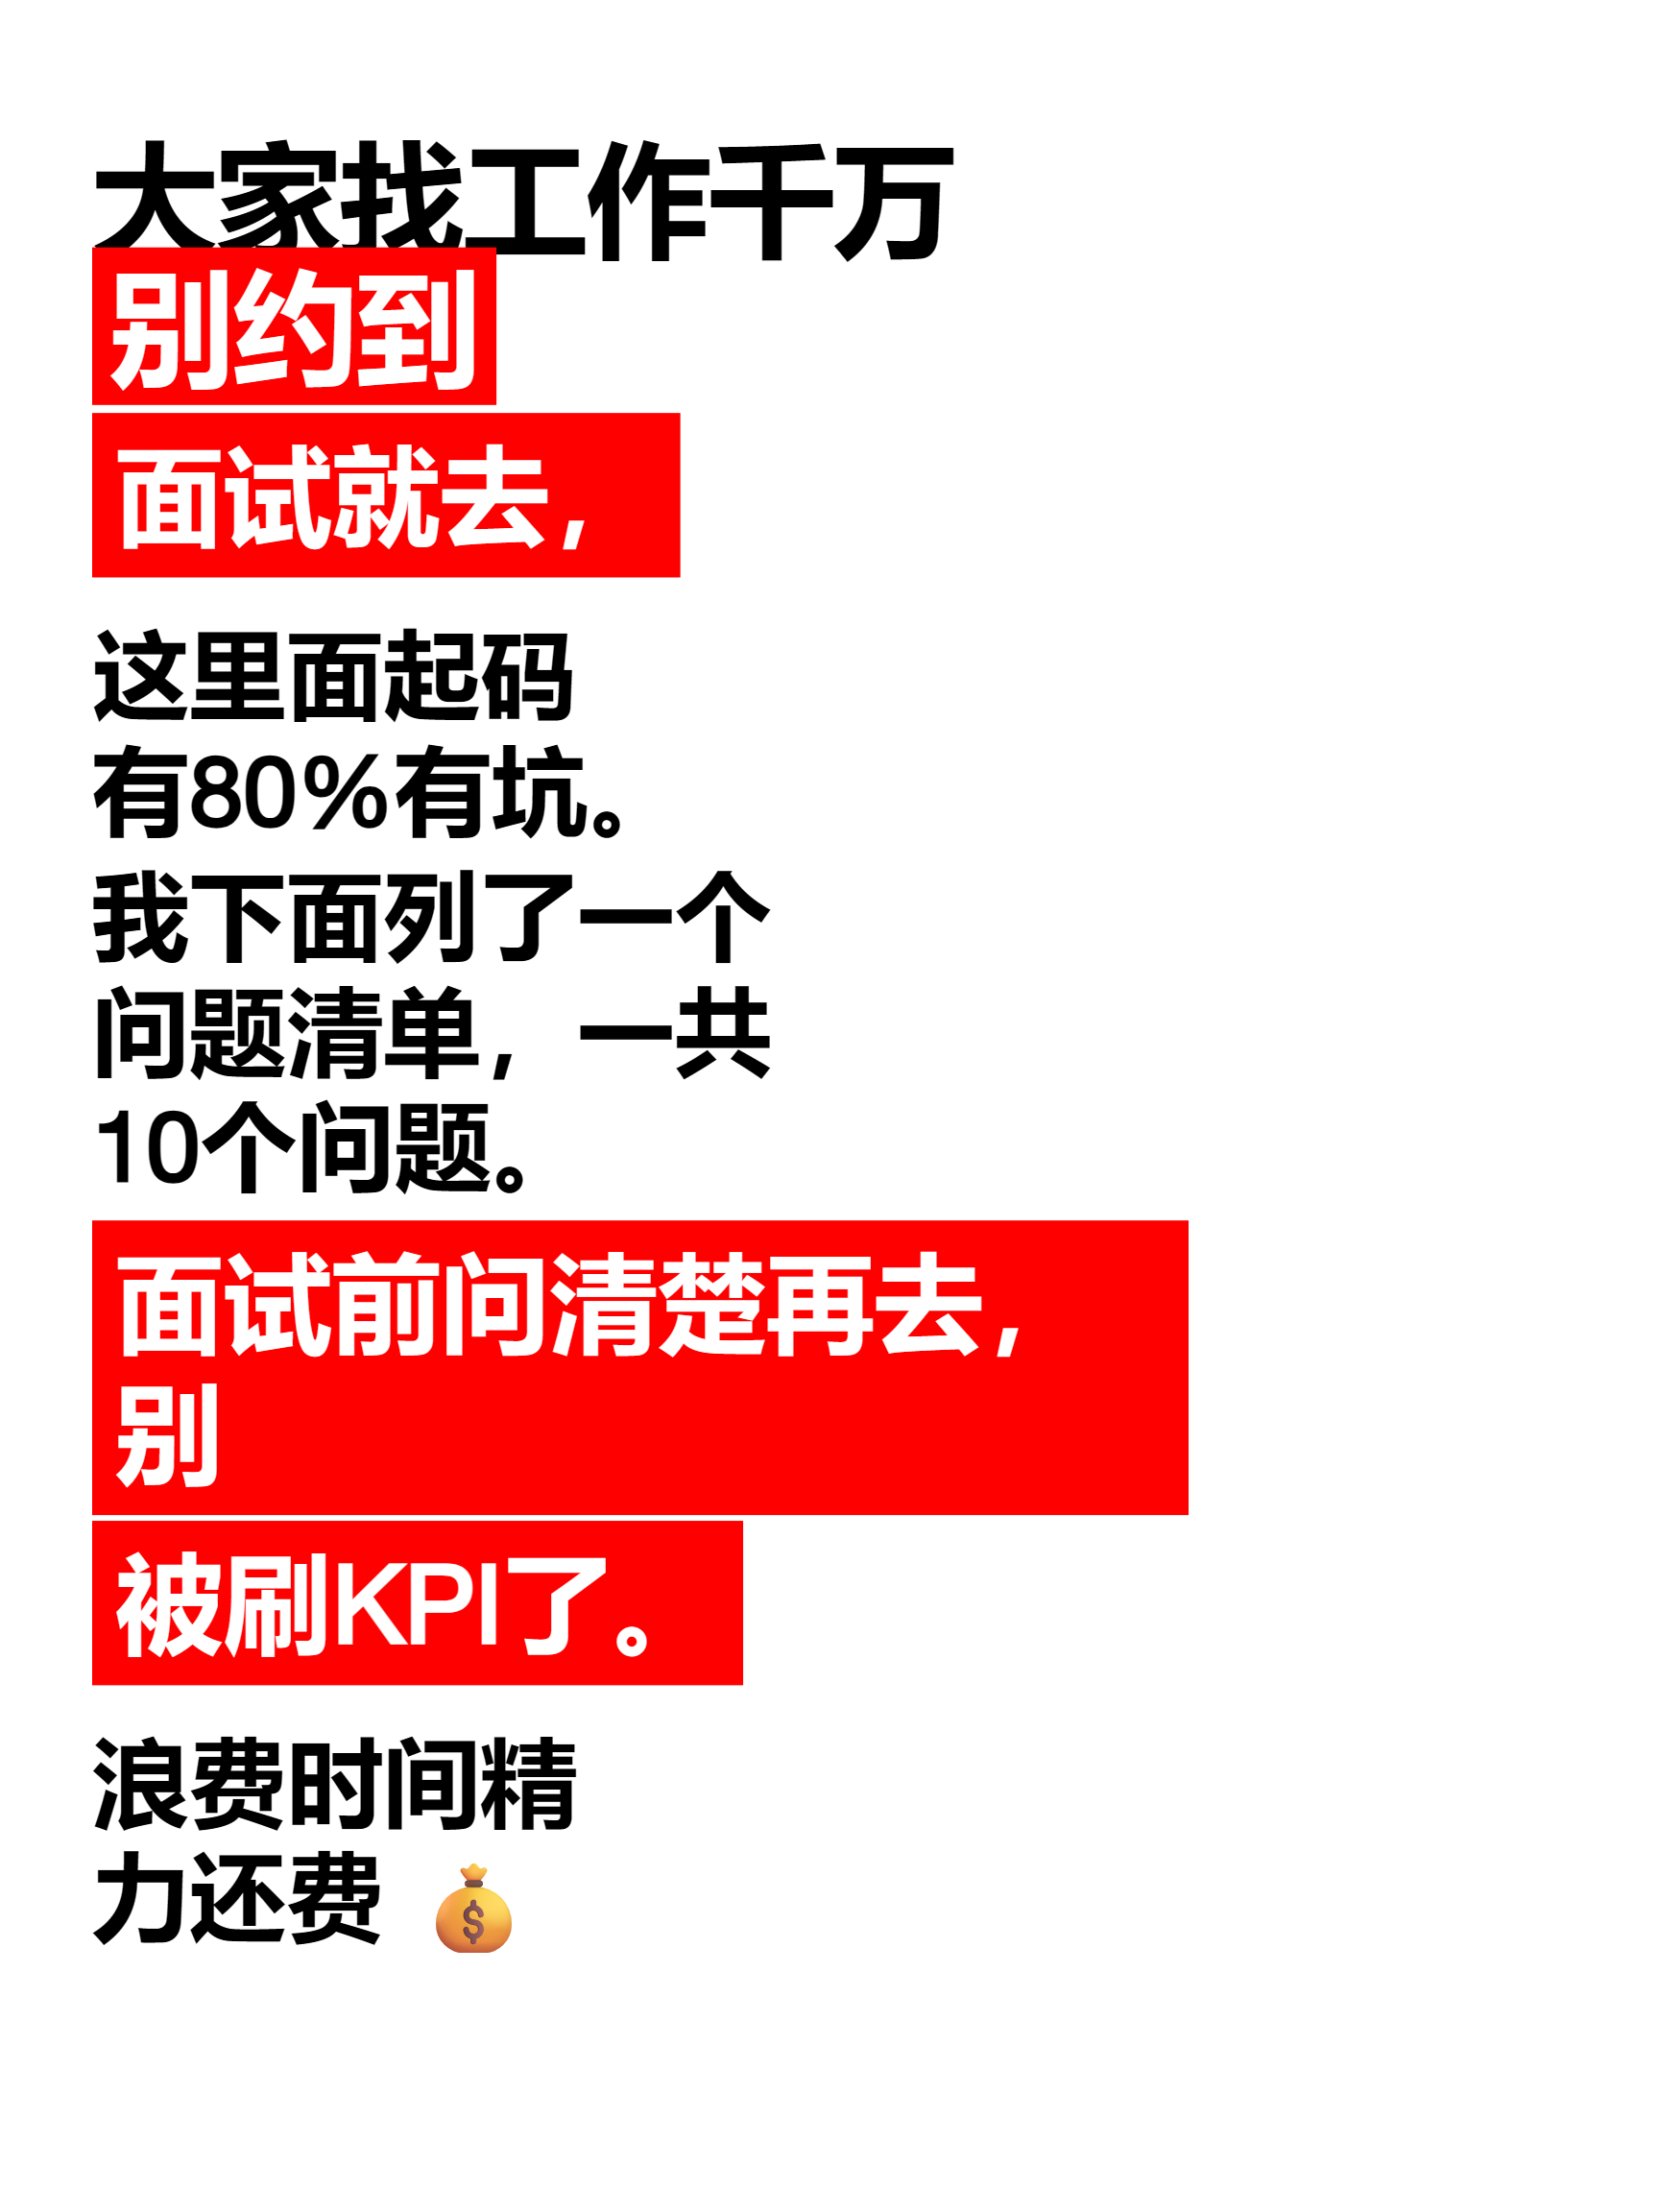 大家找工作千万
别约到
面试就去，
这里面起码
有80%有坑。
我下面列了一个
问题清单，一共
10个问题。
面试前问清楚再去，
别
被刷KPI了。
浪费时间精
力还费 💰